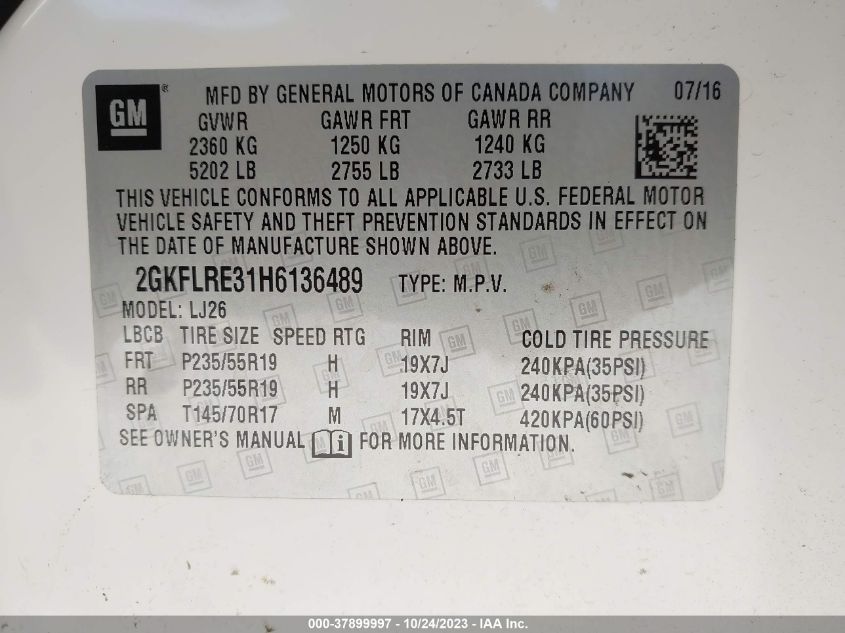 GM ®
MFD BY GENERAL MOTORS OF CANADA COMPANY 07/16
GVWR GAWR FRT GAWR RR
2360 KG 1250 KG 1240 KG
5202 LB 2755 LB 2733 LB
THIS VEHICLE CONFORMS TO ALL APPLICABLE U.S. FEDERAL MOTOR
VEHICLE SAFETY AND THEFT PREVENTION STANDARDS IN EFFECT ON
THE DATE OF MANUFACTURE SHOWN ABOVE.
2GKFLRE31H6136489 TYPE: M.P.V.
MODEL: LJ26
LBCB TIRE SIZE SPEED RTG RIM COLD TIRE PRESSURE
FRT P235/55R19 H 19X7J 240KPA(35PSI)
RR P235/55R19 H 19X7J 240KPA(35PSI)
SPA T145/70R17 M 17X4.5T 420KPA(60PSI)
SEE OWNER'S MANUAL i FOR MORE INFORMATION.
000-37899997 - 10/24/2023 - IAA Inc.